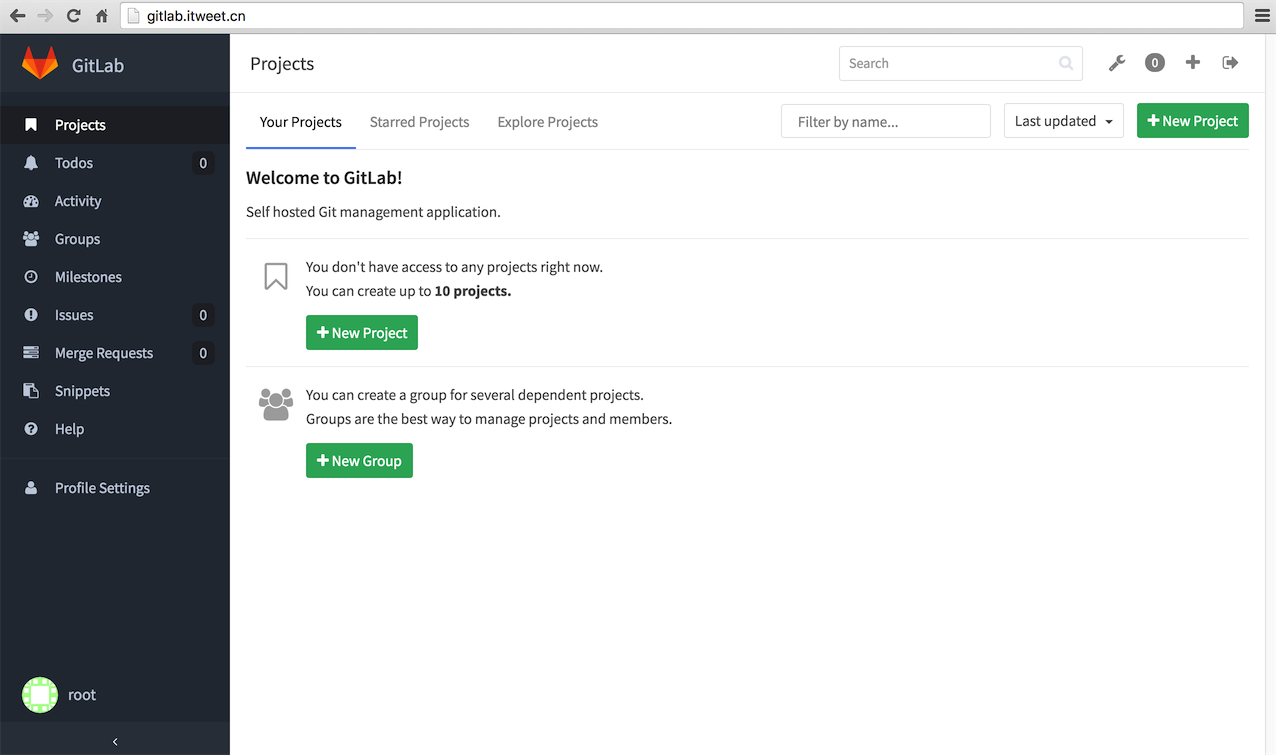 gitlab.itweet.cn
GitLab
Projects
Search
0
Projects
Todos 0
Activity
Groups
Milestones
Issues 0
Merge Requests 0
Snippets
Help
Profile Settings
root
Your Projects Starred Projects Explore Projects Filter by name... Last updated New Project
Welcome to GitLab!
Self hosted Git management application.
You don't have access to any projects right now.
You can create up to 10 projects.
New Project
You can create a group for several dependent projects.
Groups are the best way to manage projects and members.
New Group